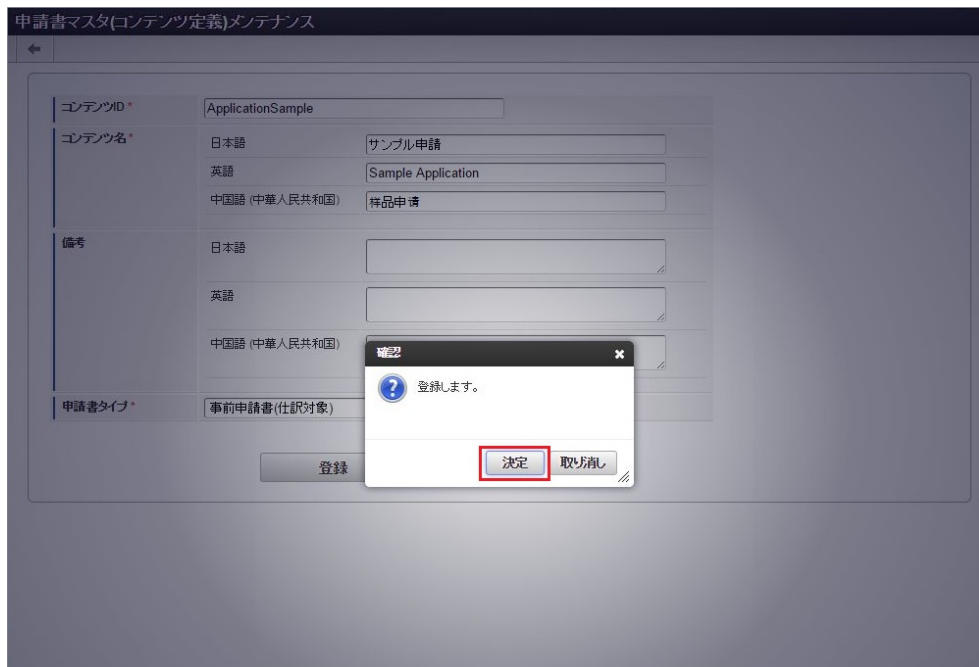 申請書マスタ(コンテンツ定義)メンテナンス
コンテンツID* ApplicationSample
コンテンツ名* 日本語 サンプル申請
英語 Sample Application
中国語 (中華人民共和国) 样品申请
備考 日本語
英語
中国語 (中華人民共和国)
確認
登録します。
申請書タイプ* 事前申請書(仕訳対象)
決定 取り消し
登録